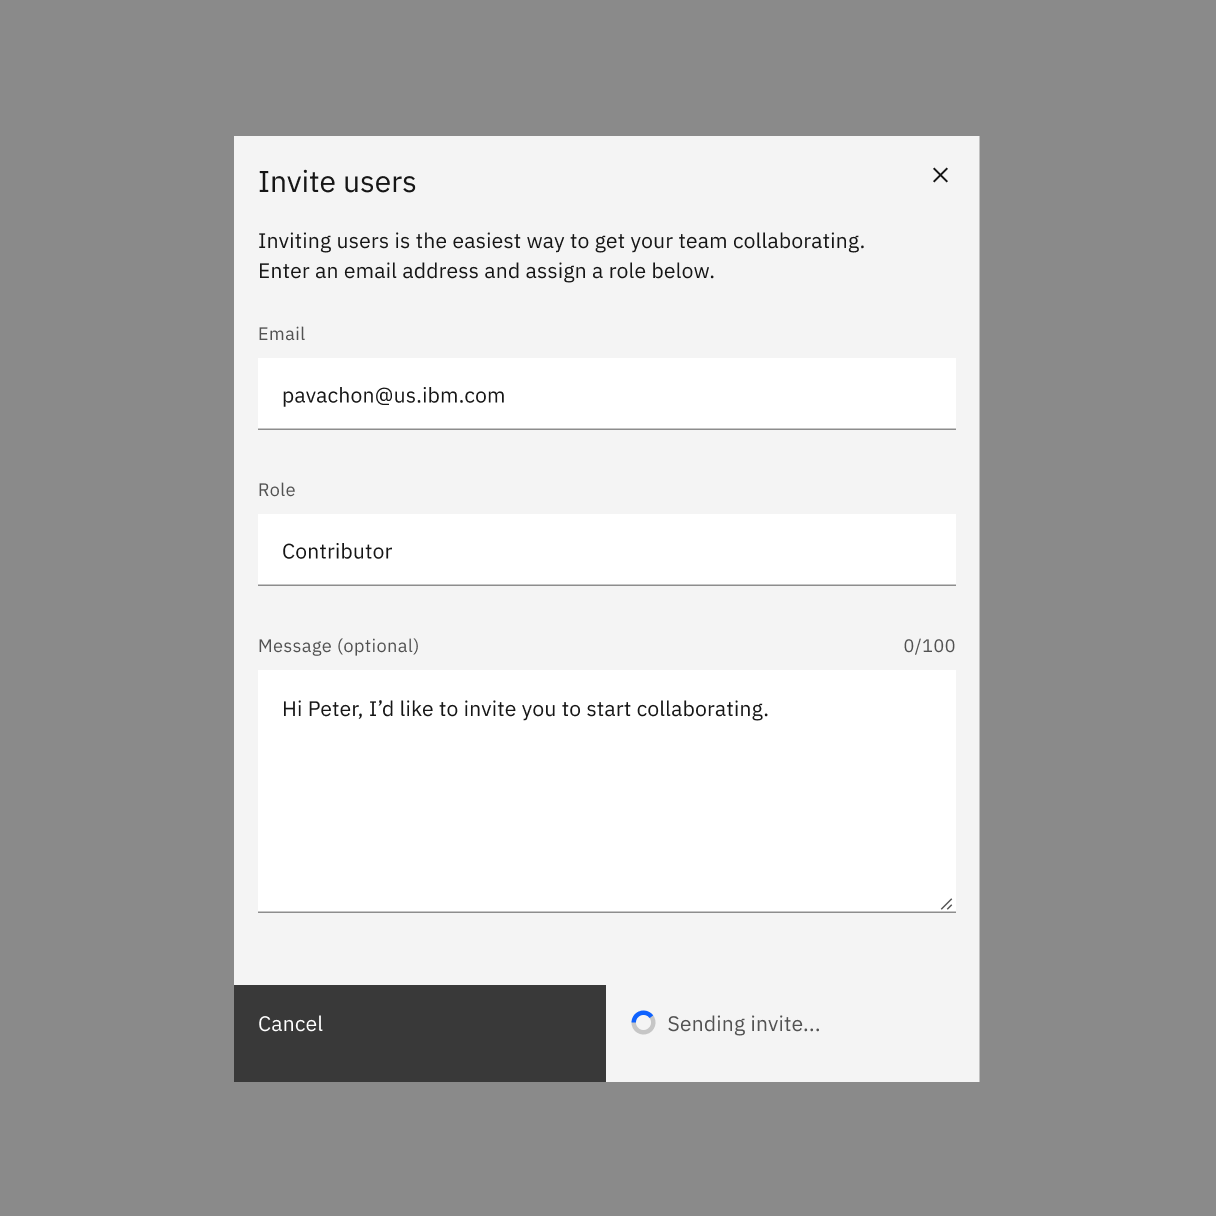 Invite users
Inviting users is the easiest way to get your team collaborating.
Enter an email address and assign a role below.
Email
pavachon@us.ibm.com
Role
Contributor
Message (optional) 0/100
Hi Peter, I’d like to invite you to start collaborating.
Cancel
Sending invite...